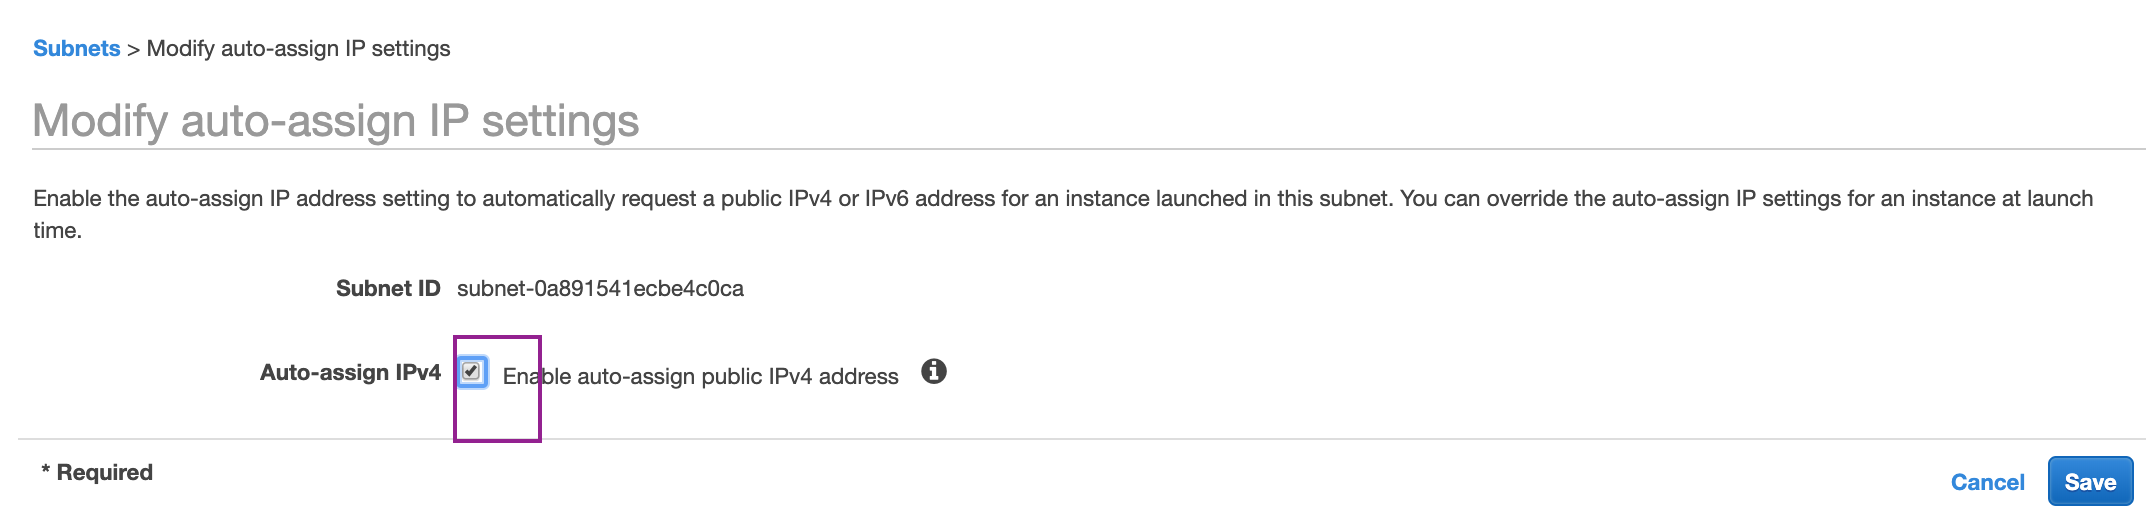 Subnets > Modify auto-assign IP settings
Modify auto-assign IP settings
Enable the auto-assign IP address setting to automatically request a public IPv4 or IPv6 address for an instance launched in this subnet. You can override the auto-assign IP settings for an instance at launch
time.
Subnet ID subnet-0a891541ecbe4c0ca
Auto-assign IPv4 Enable auto-assign public IPv4 address
* Required
Cancel Save